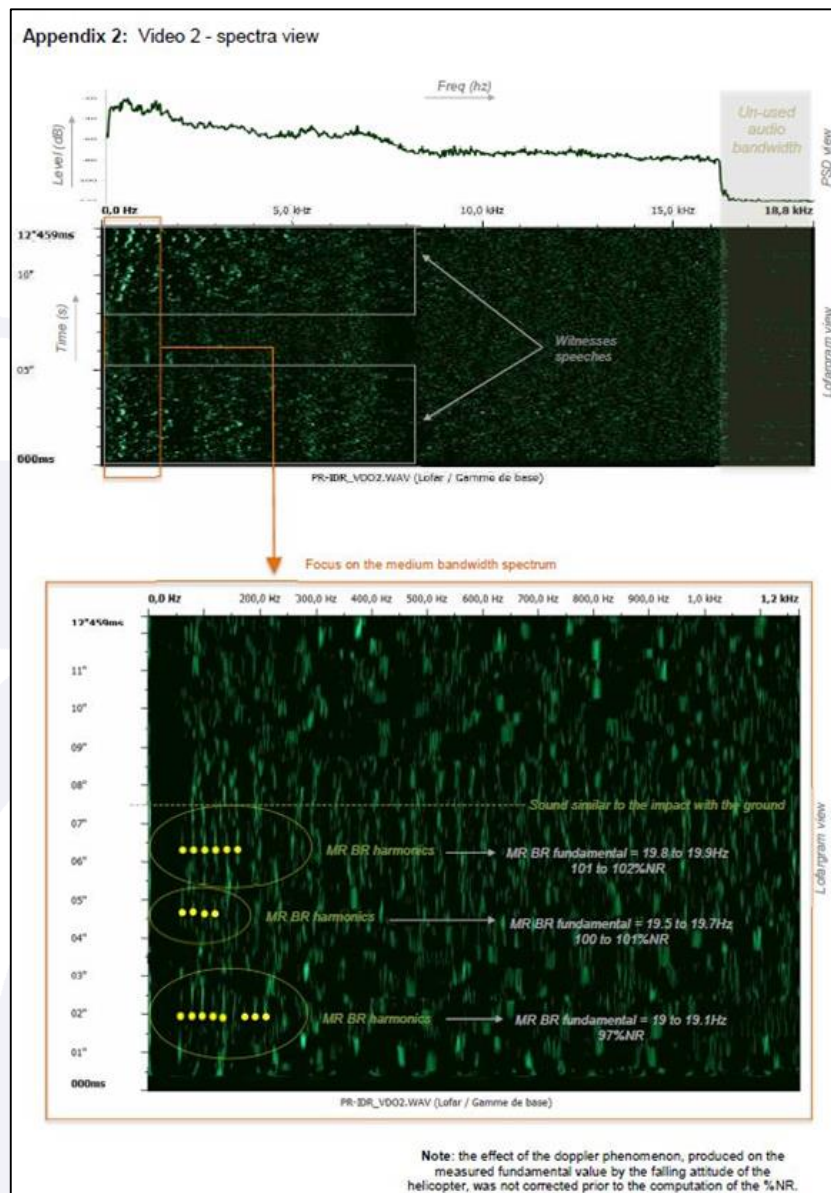 Appendix 2: Video 2 - spectra view
Freq (hz)
Level (dB)
Un-used
audio
bandwidth
PSD view
0,0 Hz 5,0 Hz 10,0 kHz 15,0 kHz 18,8 kHz
12"459ms
10"
05"
000ms
Time (s)
Witnesses
speeches
Lofargram view
PR-IDR_VDO2.WAV (Lofar / Gamme de base)
Focus on the medium bandwidth spectrum
0,0 Hz 200,0 Hz 300,0 Hz 400,0 Hz 500,0 Hz 600,0 Hz 700,0 Hz 800,0 Hz 900,0 Hz 1,0 kHz 1,2 kHz
12"459ms
11"
10"
09"
08"
07"
Sound similar to the impact with the ground
06"
MR BR harmonics MR BR fundamental = 19.8 to 19.9Hz
101 to 102%NR
05"
04"
MR BR harmonics MR BR fundamental = 19.5 to 19.7Hz
100 to 101%NR
03"
02"
MR BR harmonics MR BR fundamental = 19 to 19.1Hz
97%NR
01"
000ms
Lofargram view
PR-IDR_VDO2.WAV (Lofar / Gamme de base)
Note: the effect of the doppler phenomenon, produced on the
measured fundamental value by the falling attitude of the
helicopter, was not corrected prior to the computation of the %NR.